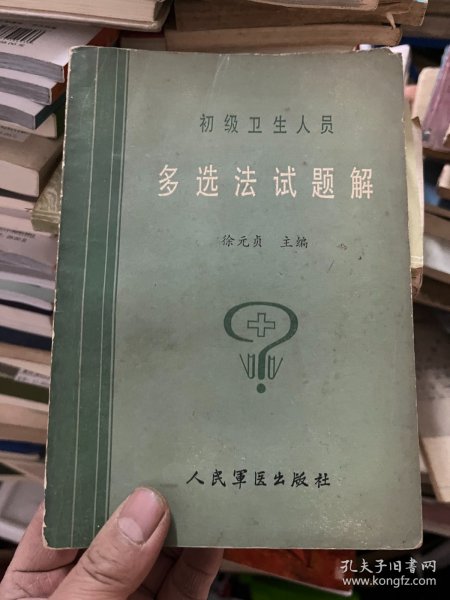 初级卫生人员
多选法试题解
徐元贞 主编
人民軍医出版社
孔夫子旧书网
www.kongfz.com